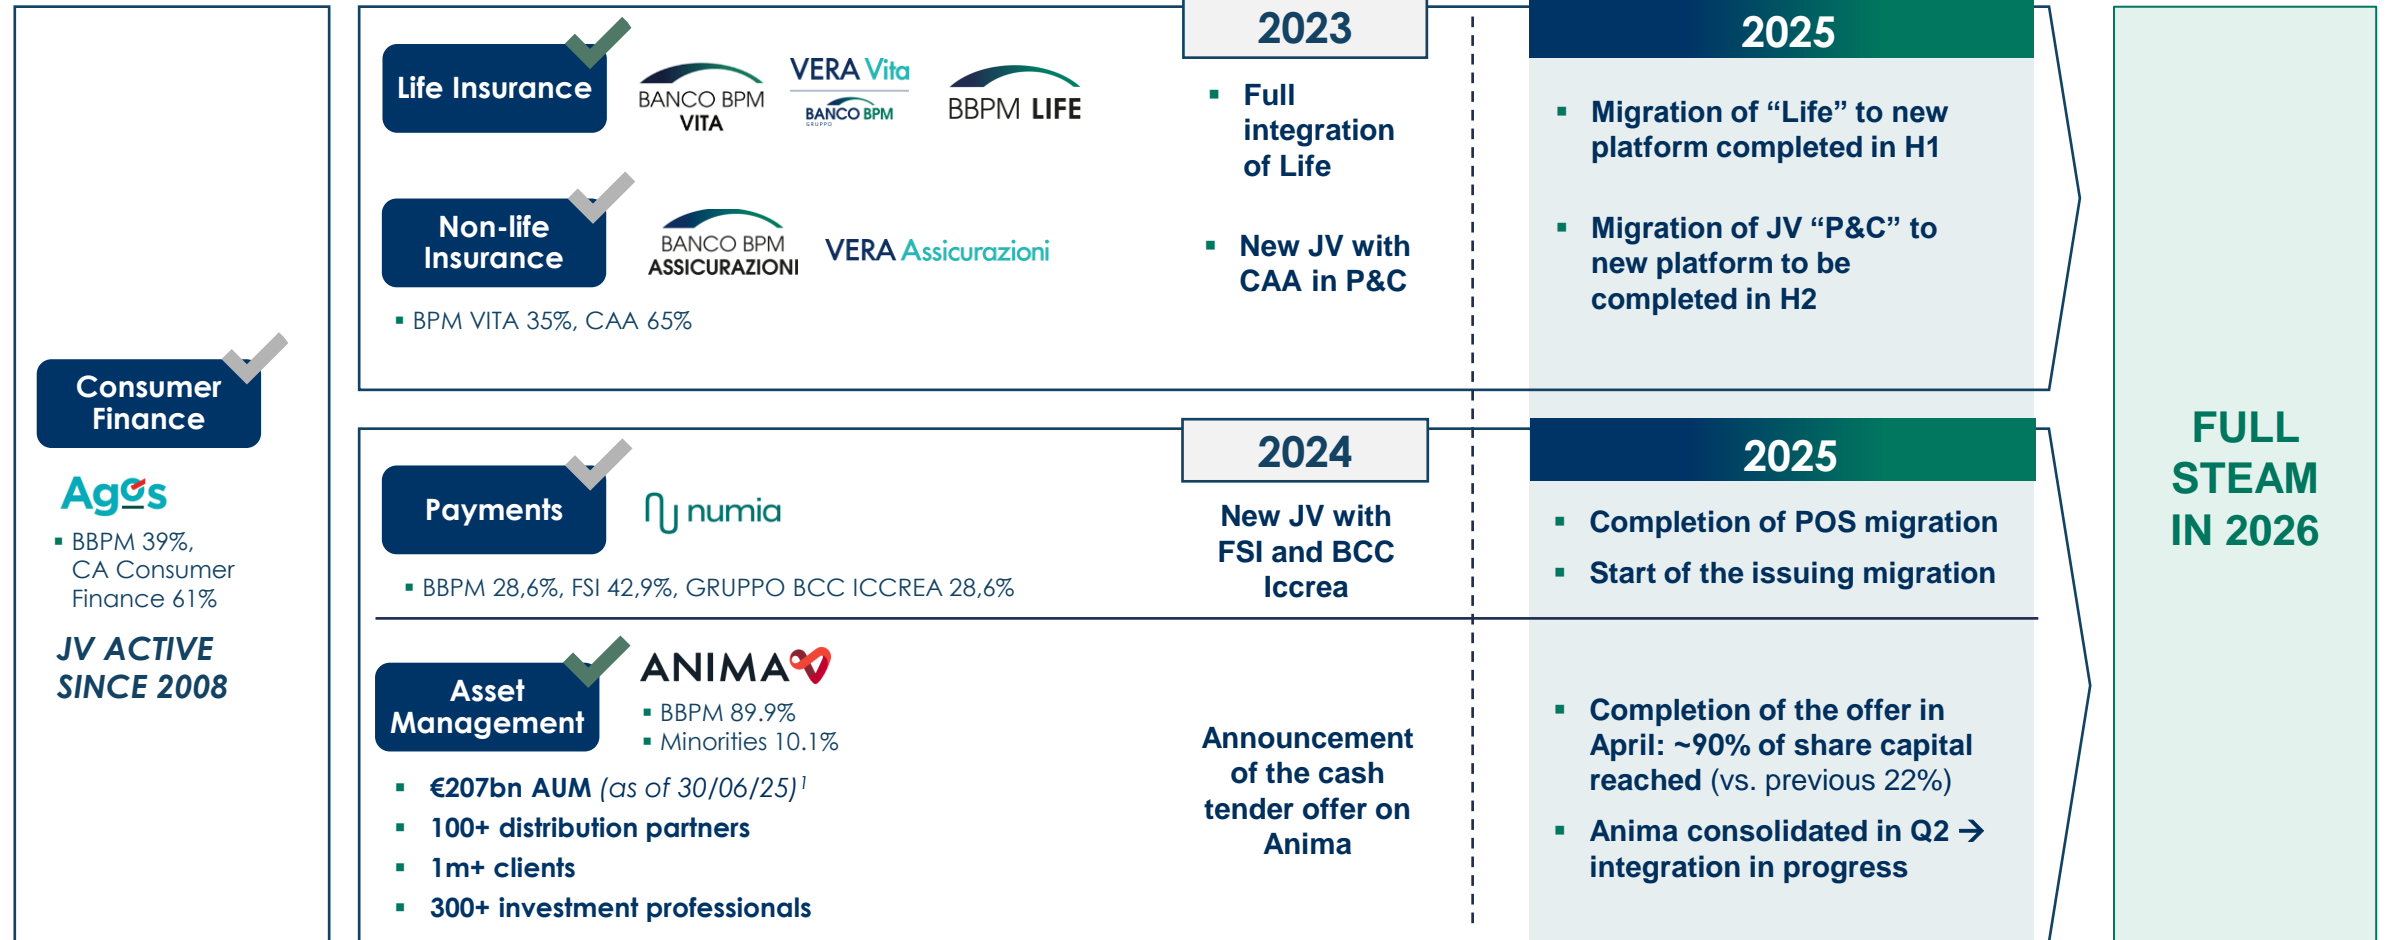 Consumer
Finance
Agos
▪ BBPM 39%,
CA Consumer
Finance 61%
JV ACTIVE
SINCE 2008
Life Insurance
BANCO BPM
VITA
VERA Vita
BANCO BPM
GRUPPO
BBPM LIFE
Non-life
Insurance
BANCO BPM
ASSICURAZIONI
VERA Assicurazioni
▪ BPM VITA 35%, CAA 65%
2023
▪ Full
integration
of Life
▪ New JV with
CAA in P&C
2025
▪ Migration of “Life” to new
platform completed in H1
▪ Migration of JV “P&C” to
new platform to be
completed in H2
Payments
numia
▪ BBPM 28,6%, FSI 42,9%, GRUPPO BCC ICCREA 28,6%
2024
New JV with
FSI and BCC
Iccrea
2025
▪ Completion of POS migration
▪ Start of the issuing migration
Asset
Management
ANIMA
▪ BBPM 89.9%
▪ Minorities 10.1%
▪ €207bn AUM (as of 30/06/25)¹
▪ 100+ distribution partners
▪ 1m+ clients
▪ 300+ investment professionals
Announcement
of the cash
tender offer on
Anima
▪ Completion of the offer in
April: ~90% of share capital
reached (vs. previous 22%)
▪ Anima consolidated in Q2 →
integration in progress
FULL
STEAM
IN 2026